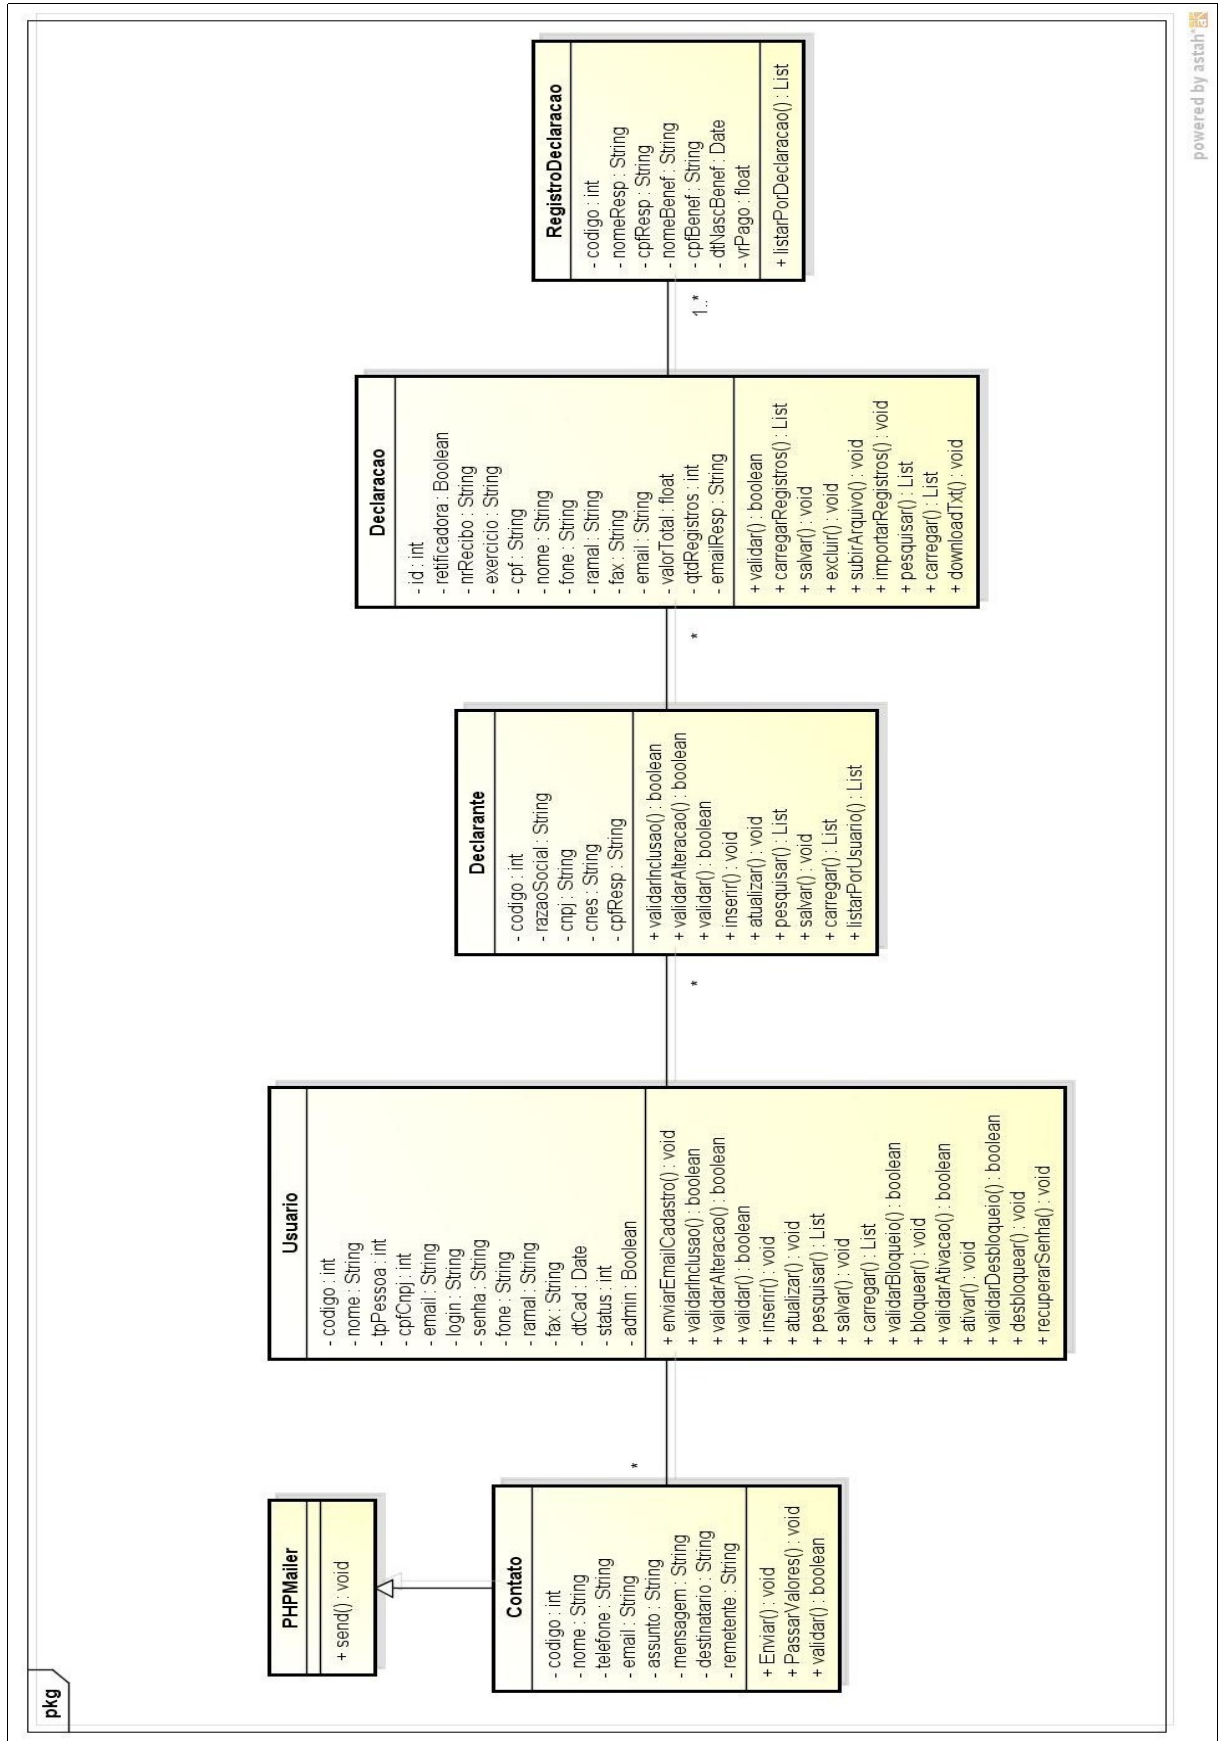 pkg
PHPMailer
+ send() : void
Contato
- codigo : int
- nome : String
- telefone : String
- email : String
- assunto : String
- mensagem : String
- destinatario : String
- remetente : String
+ Enviar() : void
+ PassarValores() : void
+ validar() : boolean
*
Usuario
- codigo : int
- nome : String
- tpPessoa : int
- cpfCnpj : int
- email : String
- login : String
- senha : String
- fone : String
- ramal : String
- fax : String
- dtCad : Date
- status : int
- admin : Boolean
+ enviarEmailCadastro() : void
+ validarInclusao() : boolean
+ validarAlteracao() : boolean
+ validar() : boolean
+ inserir() : void
+ atualizar() : void
+ pesquisar() : List
+ salvar() : void
+ carregar() : List
+ validarBloqueio() : boolean
+ bloquear() : void
+ validarAtivacao() : boolean
+ ativar() : void
+ validarDesbloqueio() : boolean
+ desbloquear() : void
+ recuperarSenha() : void
*
Declarante
- codigo : int
- razaoSocial : String
- cnpj : String
- cnes : String
- cpfResp : String
+ validarInclusao() : boolean
+ validarAlteracao() : boolean
+ validar() : boolean
+ inserir() : void
+ atualizar() : void
+ pesquisar() : List
+ salvar() : void
+ carregar() : List
+ listarPorUsuario() : List
*
Declaracao
- id : int
- retificadora : Boolean
- nrRecibo : String
- exercicio : String
- cpf : String
- nome : String
- fone : String
- ramal : String
- fax : String
- email : String
- valorTotal : float
- qtdRegistros : int
- emailResp : String
+ validar() : boolean
+ carregarRegistros() : List
+ salvar() : void
+ excluir() : void
+ subirArquivo() : void
+ importarRegistros() : void
+ pesquisar() : List
+ carregar() : List
+ downloadTxt() : void
1..*
RegistroDeclaracao
- codigo : int
- nomeResp : String
- cpfResp : String
- nomeBenef : String
- cpfBenef : String
- dtNascBenef : Date
- vrPago : float
+ listarPorDeclaracao() : List
powered by astah*